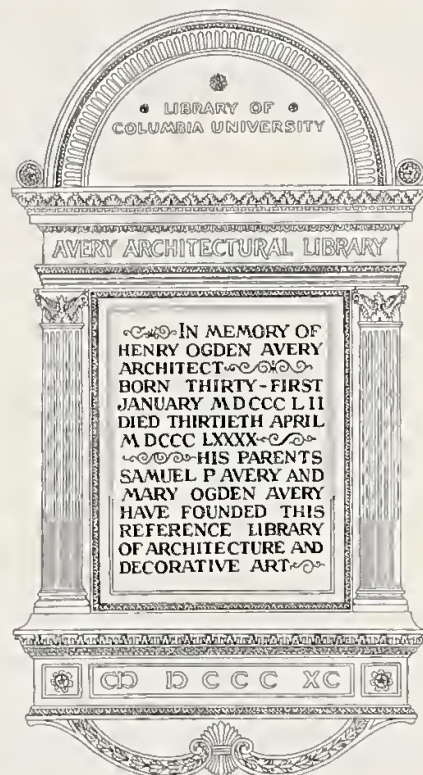 LIBRARY OF
COLUMBIA UNIVERSITY
AVERY ARCHITECTURAL LIBRARY
IN MEMORY OF
HENRY OGDEN AVERY
ARCHITECT
BORN THIRTY-FIRST
JANUARY MDCCCLII
DIED THIRTIETH APRIL
MDCCCLXXXX
HIS PARENTS
SAMUEL P AVERY AND
MARY OGDEN AVERY
HAVE FOUNDED THIS
REFERENCE LIBRARY
OF ARCHITECTURE AND
DECORATIVE ART
CIↃ IↃ C C C XC